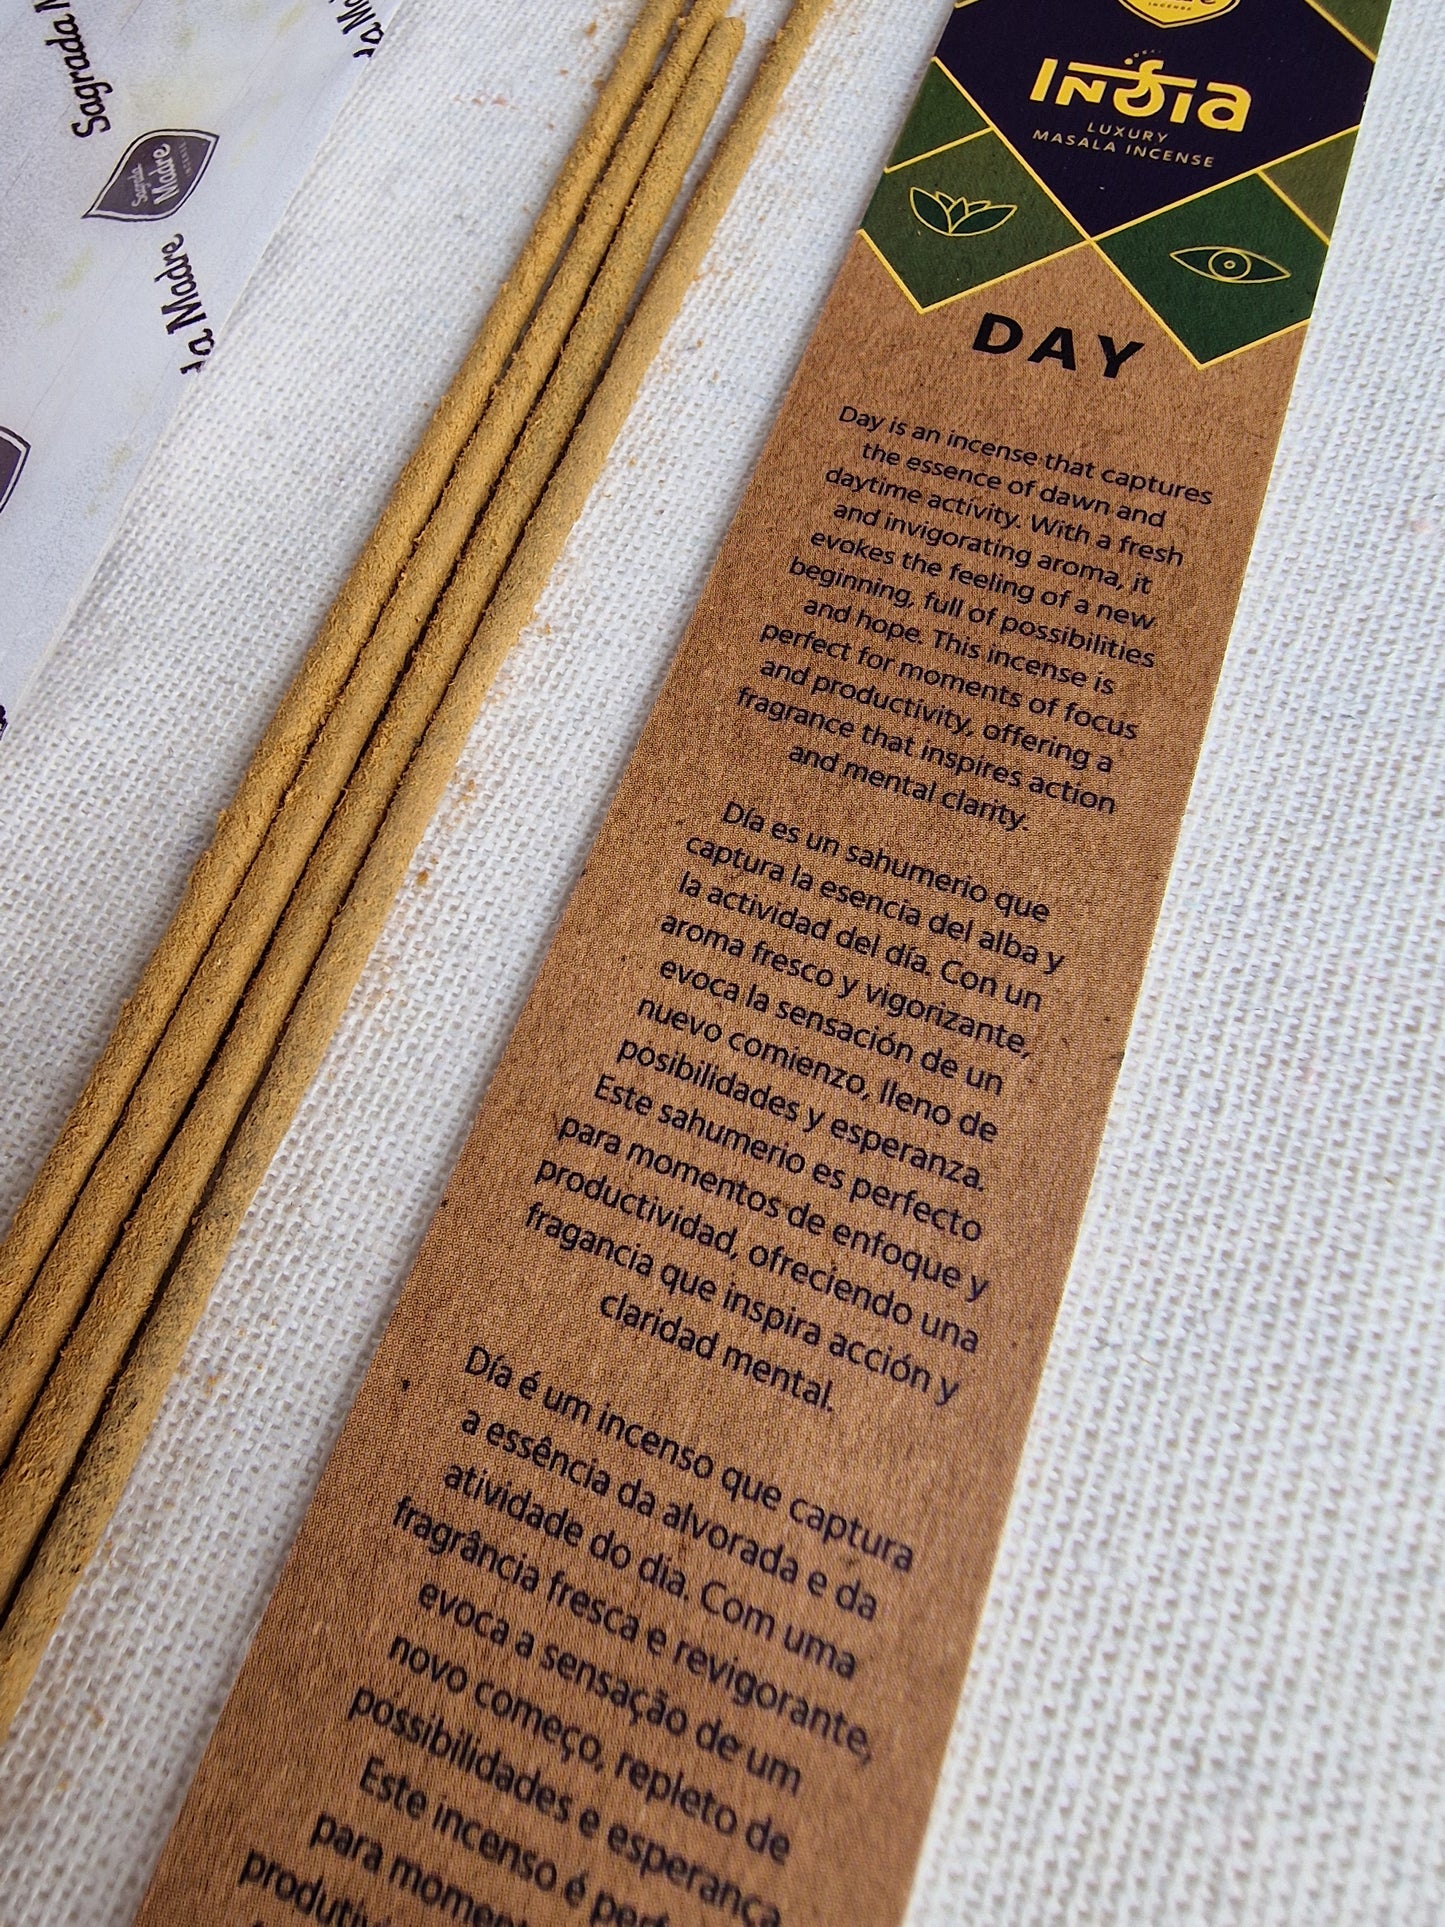 Sagrada
la Madre
Sagrada
Madre
INCENSE
INCENSE
InDia
LUXURY
MASALA INCENSE
DAY
Day is an incense that captures
the essence of dawn and
daytime activity. With a fresh
and invigorating aroma, it
evokes the feeling of a new
beginning, full of possibilities
and hope. This incense is
perfect for moments of focus
and productivity, offering a
fragrance that inspires action
and mental clarity.
Día es un sahumerio que
captura la esencia del alba y
la actividad del día. Con un
aroma fresco y vigorizante,
evoca la sensación de un
nuevo comienzo, lleno de
posibilidades y esperanza.
Este sahumerio es perfecto
para momentos de enfoque y
productividad, ofreciendo una
fragancia que inspira acción y
claridad mental.
Día é um incenso que captura
a essência da alvorada e da
atividade do dia. Com uma
fragrância fresca e revigorante,
evoca a sensação de um
novo começo, repleto de
possibilidades e esperança
Este incenso é
para